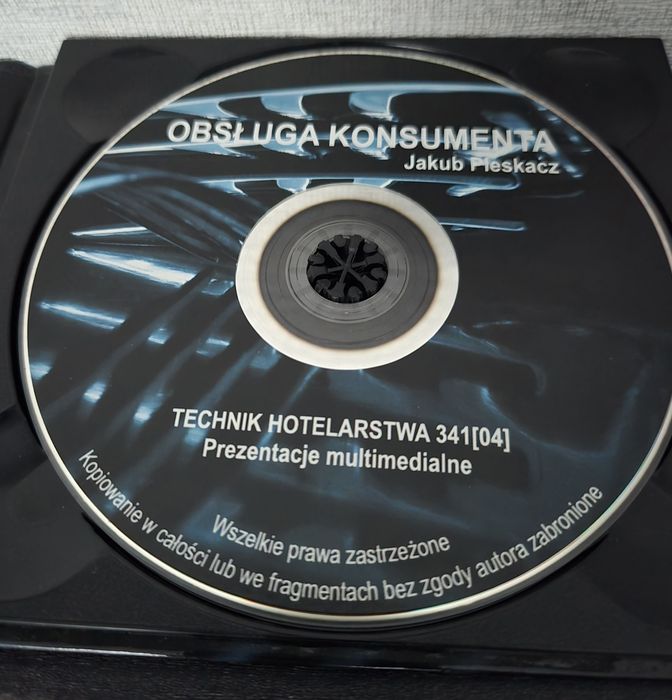 OBSŁUGA KONSUMENTA
Jakub Pleskacz
TECHNIK HOTELARSTWA 341[04]
Prezentacje multimedialne
Wszelkie prawa zastrzeżone
Kopiowanie w całości lub we fragmentach bez zgody autora zabronione